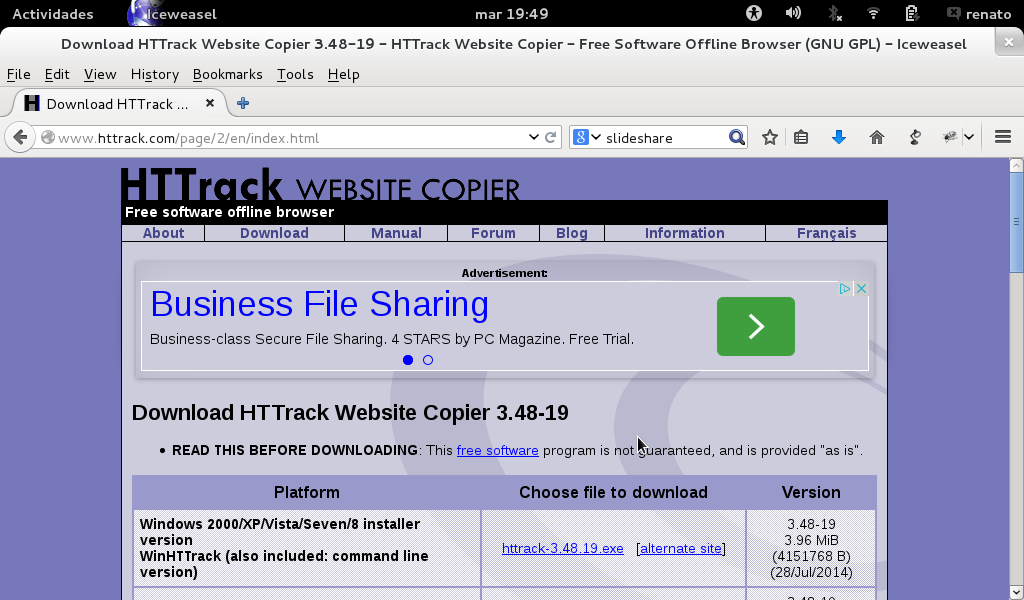 Actividades Iceweasel mar 19:49 renato
Download HTTrack Website Copier 3.48-19 - HTTrack Website Copier - Free Software Offline Browser (GNU GPL) - Iceweasel
File Edit View History Bookmarks Tools Help
Download HTTrack ...
www.httrack.com/page/2/en/index.html slideshare
HTTrack WEBSITE COPIER
Free software offline browser
About Download Manual Forum Blog Information Français
Advertisement:
Business File Sharing
Business-class Secure File Sharing. 4 STARS by PC Magazine. Free Trial.
Download HTTrack Website Copier 3.48-19
• READ THIS BEFORE DOWNLOADING: This free software program is not guaranteed, and is provided "as is".
Platform Choose file to download Version
Windows 2000/XP/Vista/Seven/8 installer
version
WinHTTrack (also included: command line
version)
httrack-3.48.19.exe [alternate site]
3.48-19
3.96 MiB
(4151768 B)
(28/Jul/2014)